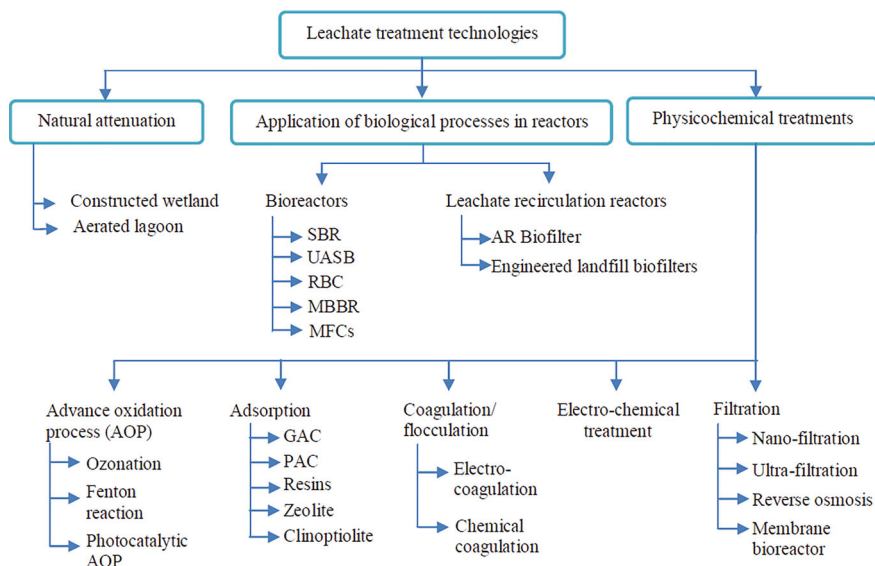 Leachate treatment technologies
Natural attenuation
Application of biological processes in reactors
Physicochemical treatments
Constructed wetland
Aerated lagoon
Bioreactors
SBR
UASB
RBC
MBBR
MFCs
Leachate recirculation reactors
AR Biofilter
Engineered landfill biofilters
Advance oxidation
process (AOP)
Ozonation
Fenton
reaction
Photocatalytic
AOP
Adsorption
GAC
PAC
Resins
Zeolite
Clinoptiolite
Coagulation/
flocculation
Electro-
coagulation
Chemical
coagulation
Electro-chemical
treatment
Filtration
Nano-filtration
Ultra-filtration
Reverse osmosis
Membrane
bioreactor